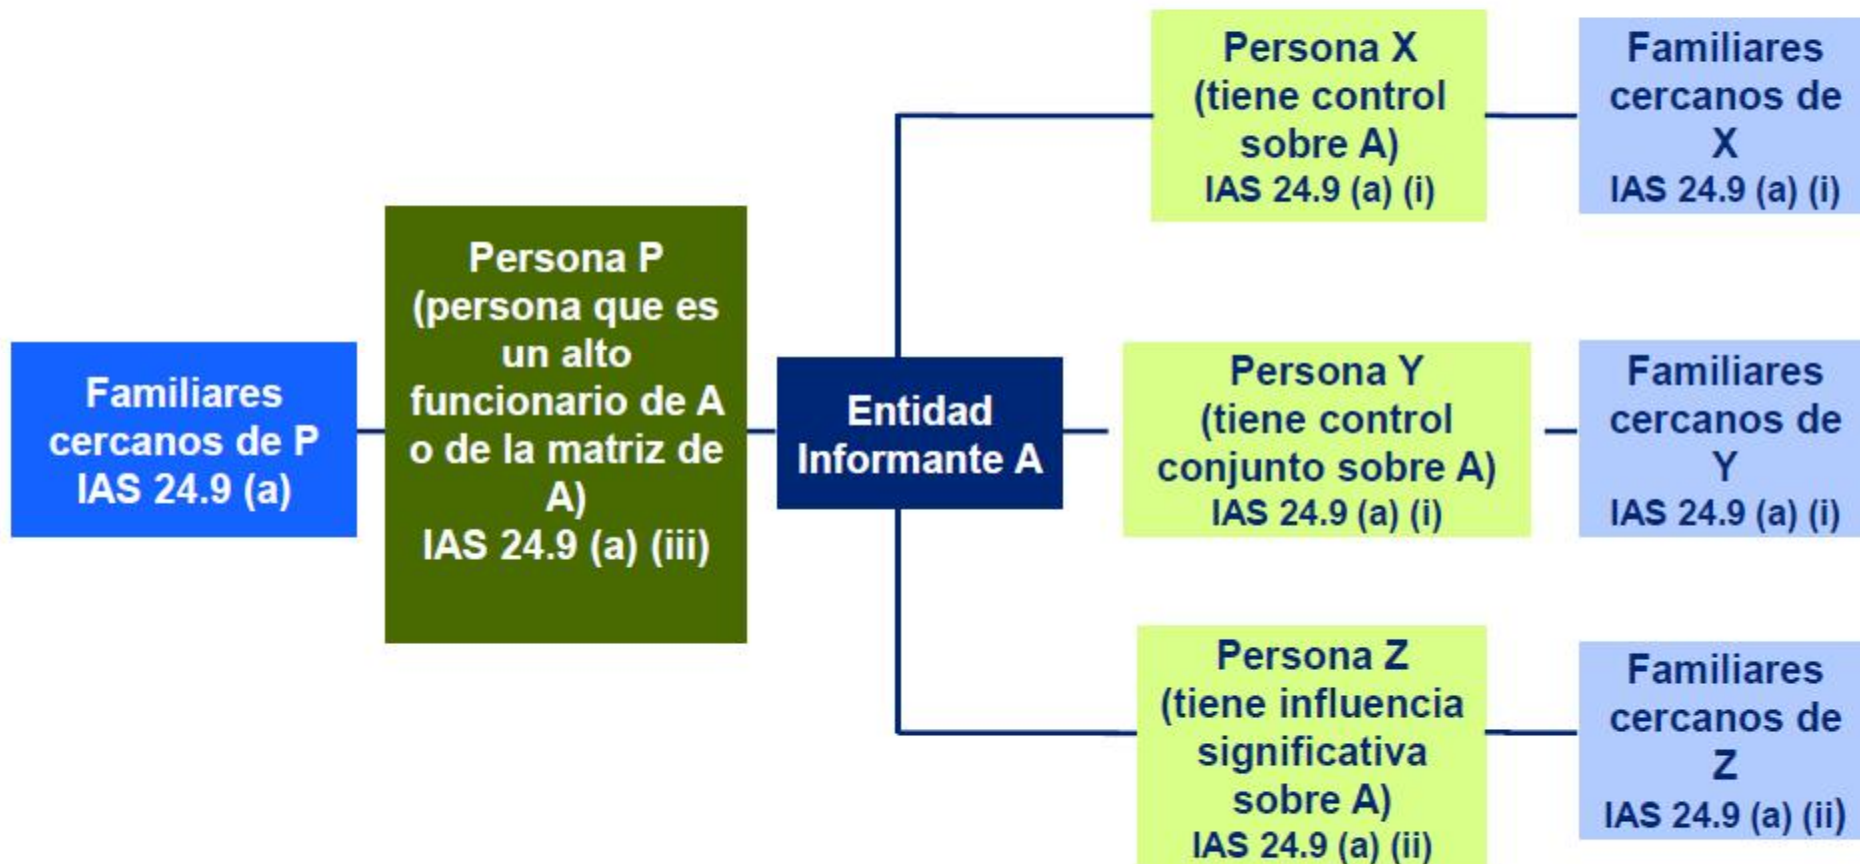 Familiares
cercanos de P
IAS 24.9 (a)
Persona P
(persona que es
un alto
funcionario de A
o de la matriz de
A)
IAS 24.9 (a) (iii)
Entidad
Informante A
Persona X
(tiene control
sobre A)
IAS 24.9 (a) (i)
Familiares
cercanos de
X
IAS 24.9 (a) (i)
Persona Y
(tiene control
conjunto sobre A)
IAS 24.9 (a) (i)
Familiares
cercanos de
Y
IAS 24.9 (a) (i)
Persona Z
(tiene influencia
significativa
sobre A)
IAS 24.9 (a) (ii)
Familiares
cercanos de
Z
IAS 24.9 (a) (ii)